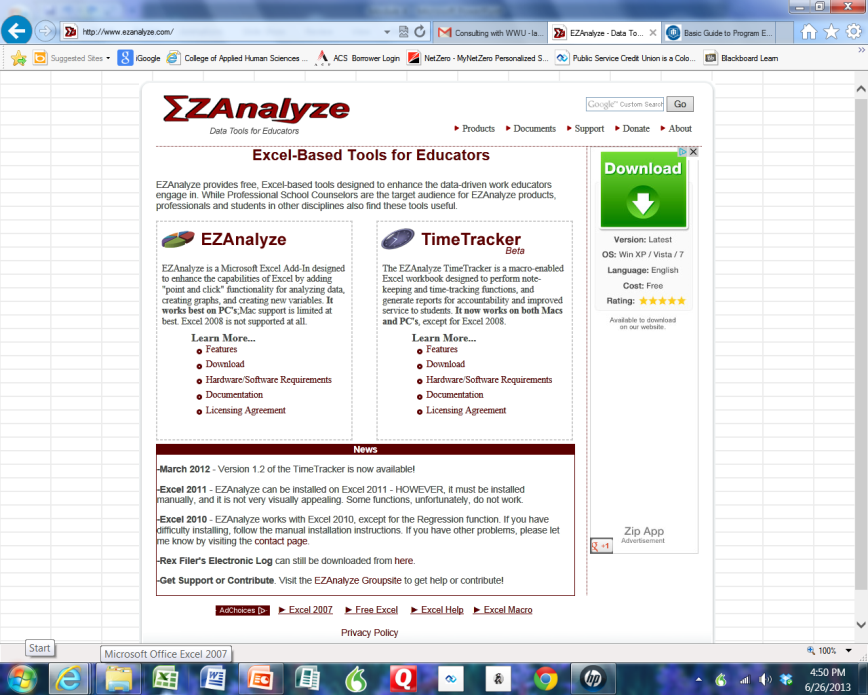 http://www.ezanalyze.com/
Consulting with WWU - la...
EZAnalyze - Data To...
Basic Guide to Program E...
Suggested Sites
iGoogle
College of Applied Human Sciences ...
ACS Borrower Login
NetZero - MyNetZero Personalized S...
Public Service Credit Union is a Colo...
Blackboard Learn
ΣZAnalyze
Data Tools for Educators
Google™ Custom Search
Go
Products
Documents
Support
Donate
About
Excel-Based Tools for Educators
EZAnalyze provides free, Excel-based tools designed to enhance the data-driven work educators
engage in. While Professional School Counselors are the target audience for EZAnalyze products,
professionals and students in other disciplines also find these tools useful.
EZAnalyze
EZAnalyze is a Microsoft Excel Add-In designed
to enhance the capabilities of Excel by adding
"point and click" functionality for analyzing data,
creating graphs, and creating new variables. It
works best on PC's;Mac support is limited at
best. Excel 2008 is not supported at all.
Learn More...
Features
Download
Hardware/Software Requirements
Documentation
Licensing Agreement
TimeTracker
Beta
The EZAnalyze TimeTracker is a macro-enabled
Excel workbook designed to perform note-
keeping and time-tracking functions, and
generate reports for accountability and improved
service to students. It now works on both Macs
and PC's, except for Excel 2008.
Learn More...
Features
Download
Hardware/Software Requirements
Documentation
Licensing Agreement
Download
Version: Latest
OS: Win XP / Vista / 7
Language: English
Cost: Free
Rating:
Available to download
on our website.
Zip App
Advertisement
+1
News
-March 2012 - Version 1.2 of the TimeTracker is now available!
-Excel 2011 - EZAnalyze can be installed on Excel 2011 - HOWEVER, it must be installed
manually, and it is not very visually appealing. Some functions, unfortunately, do not work.
-Excel 2010 - EZAnalyze works with Excel 2010, except for the Regression function. If you have
difficulty installing, follow the manual installation instructions. If you have other problems, please let
me know by visiting the contact page.
-Rex Filer's Electronic Log can still be downloaded from here.
-Get Support or Contribute. Visit the EZAnalyze Groupsite to get help or contribute!
AdChoices
Excel 2007
Free Excel
Excel Help
Excel Macro
Privacy Policy
Start
Microsoft Office Excel 2007
100%
4:50 PM
6/26/2013